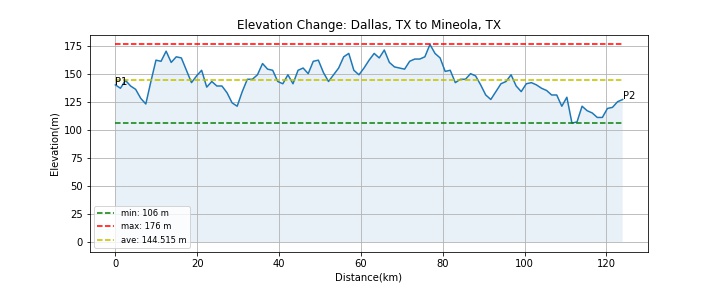 Elevation Change: Dallas, TX to Mineola, TX
Elevation(m)
175
150
125
100
75
50
25
0
P1
P2
min: 106 m
max: 176 m
ave: 144.515 m
0 20 40 60 80 100 120
Distance(km)